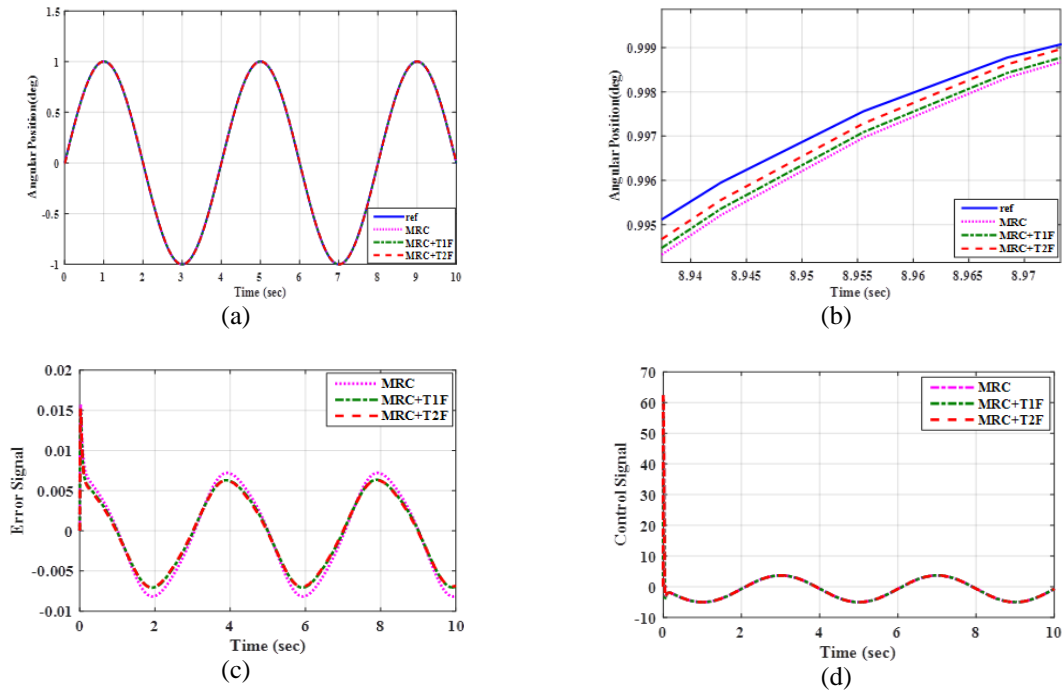 1.5
1
0.5
0
-0.5
-1
0 1 2 3 4 5 6 7 8 9 10
Angular Position(deg)
Time (sec)
ref
MRC
MRC+T1F
MRC+T2F
(a)
0.999
0.998
0.997
0.996
0.995
8.94 8.945 8.95 8.955 8.96 8.965 8.97
Angular Position(deg)
Time (sec)
ref
MRC
MRC+T1F
MRC+T2F
(b)
0.02
0.015
0.01
0.005
0
-0.005
-0.01
0 2 4 6 8 10
Error Signal
Time (sec)
MRC
MRC+T1F
MRC+T2F
(c)
70
60
50
40
30
20
10
0
-10
0 2 4 6 8 10
Control Signal
Time (sec)
MRC
MRC+T1F
MRC+T2F
(d)